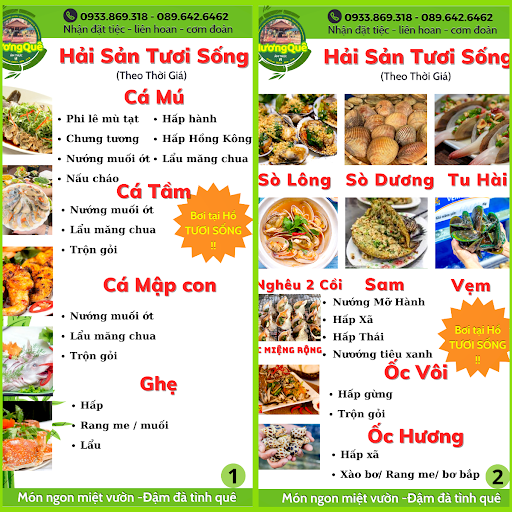 0933.869.318 - 089.642.6462
Nhận đặt tiệc - liên hoan - cơm đoàn
Hải Sản Tươi Sống
(Theo Thời Giá)
Cá Mú
Phi lê mù tạt
Hấp hành
Chưng tương
Hấp Hồng Kông
Nướng muối ớt
Lẩu măng chua
Nấu cháo
Cá Tầm
Nướng muối ớt
Lẩu măng chua
Trộn gỏi
Bơi tại Hồ
TƯƠI SỐNG
!!
Cá Mập con
Nướng muối ớt
Lẩu măng chua
Trộn gỏi
Ghẹ
Hấp
Rang me / muối
Lẩu
1
Món ngon miệt vườn -Đậm đà tình quê
0933.869.318 - 089.642.6462
Nhận đặt tiệc - liên hoan - cơm đoàn
Hải Sản Tươi Sống
(Theo Thời Giá)
Sò Lông
Sò Dương
Tu Hài
Nghêu 2 Cồi
Sam
Vẹm
Nướng Mỡ Hành
Hấp Xã
Hấp Thái
Nướng tiêu xanh
C MIỆNG RỘNG
Bơi tại Hồ
TƯƠI SỐNG
!!
Ốc Vôi
Hấp gừng
Trộn gỏi
Ốc Hương
Hấp xã
Xào bơ/ Rang me/ bơ bắp
2
Món ngon miệt vườn -Đậm đà tình quê